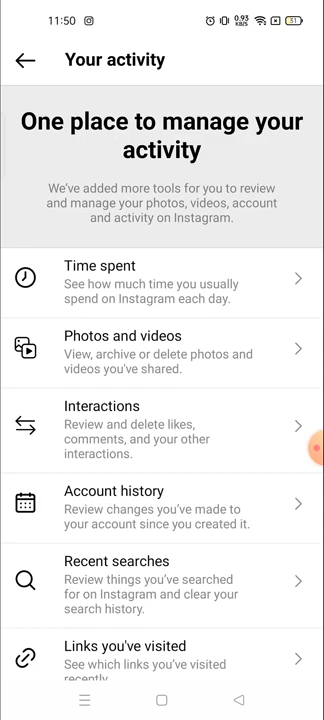 11:50 0.93 KB/S 31
Your activity
One place to manage your
activity
We've added more tools for you to review
and manage your photos, videos, account
and activity on Instagram.
Time spent
See how much time you usually
spend on Instagram each day.
Photos and videos
View, archive or delete photos and
videos you've shared.
Interactions
Review and delete likes,
comments, and your other
interactions.
Account history
Review changes you've made to
your account since you created it.
Recent searches
Review things you've searched
for on Instagram and clear your
search history.
Links you've visited
See which links you've visited
recently.